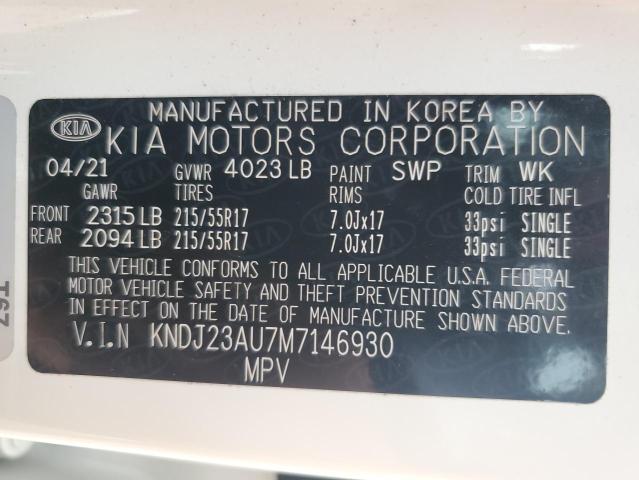 MANUFACTURED IN KOREA BY
KIA KIA MOTORS CORPORATION
04/21 GVWR 4023 LB PAINT SWP TRIM WK
GAWR TIRES RIMS COLD TIRE INFL
FRONT 2315 LB 215/55R17 7.0Jx17 33psi SINGLE
REAR 2094 LB 215/55R17 7.0Jx17 33psi SINGLE
THIS VEHICLE CONFORMS TO ALL APPLICABLE U.S.A. FEDERAL
MOTOR VEHICLE SAFETY AND THEFT PREVENTION STANDARDS
IN EFFECT ON THE DATE OF MANUFACTURE SHOWN ABOVE.
V.I.N KNDJ23AU7M7146930
MPV
291